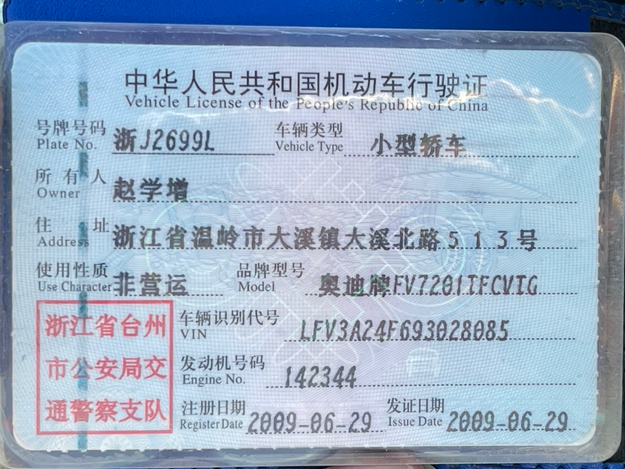 中华人民共和国机动车行驶证
Vehicle License of the People's Republic of China
号牌号码 浙J2699L 车辆类型 小型轿车
Plate No. Vehicle Type
所有人 赵学增
Owner
住址 浙江省温岭市大溪镇大溪北路513号
Address
使用性质 非营运 品牌型号 奥迪牌FV7201TFCVTG
Use Character Model
浙江省台州 车辆识别代号 LFV3A24F693028085
VIN
市公安局交 发动机号码 142344
Engine No.
通警察支队 注册日期 2009-06-29 发证日期 2009-06-29
Register Date Issue Date